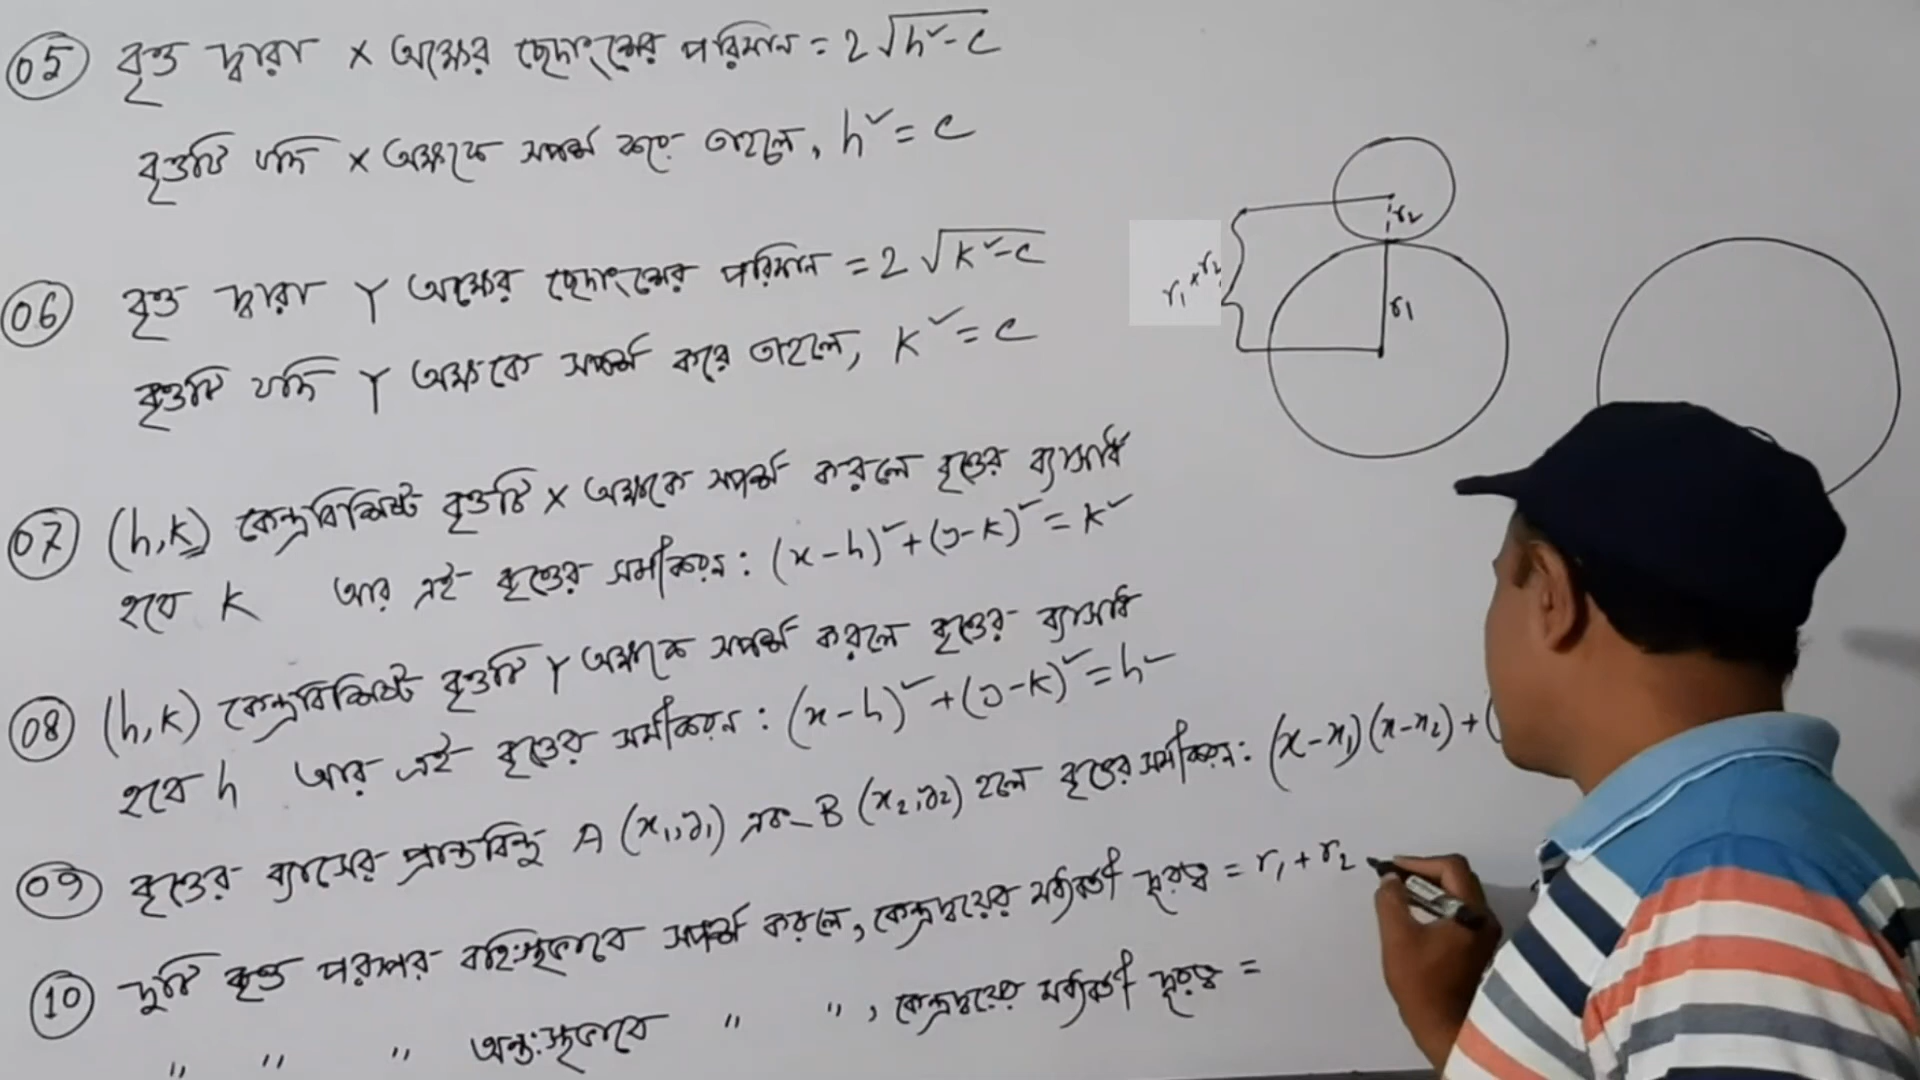 05 বৃত্ত দ্বারা X অক্ষের ছেদাংশের পরিমান = 2√h²-c
বৃত্তটি যদি X অক্ষকে স্পর্শ করে তাহলে, h² = c
06 বৃত্ত দ্বারা Y অক্ষের ছেদাংশের পরিমান = 2√k²-c
বৃত্তটি যদি Y অক্ষকে স্পর্শ করে তাহলে, k² = c
07 (h,k) কেন্দ্রবিশিষ্ট বৃত্তটি X অক্ষকে স্পর্শ করলে বৃত্তের ব্যাসার্ধ
হবে k আর এই বৃত্তের সমীকরন: (x-h)² + (y-k)² = k²
08 (h,k) কেন্দ্রবিশিষ্ট বৃত্তটি Y অক্ষকে স্পর্শ করলে বৃত্তের ব্যাসার্ধ
হবে h আর এই বৃত্তের সমীকরন: (x-h)² + (y-k)² = h²
09 বৃত্তের ব্যাসের প্রান্তবিন্দু A (x₁,y₁) এবং B (x₂,y₂) হলে বৃত্তের সমীকরন: (x-x₁)(x-x₂) + (
10 দুটি বৃত্ত পরস্পর বহিঃস্থভাবে স্পর্শ করলে, কেন্দ্রদ্বয়ের মধ্যবর্তী দূরত্ব = r₁ + r₂
" " " অন্তঃস্থভাবে " ", কেন্দ্রদ্বয়ের মধ্যবর্তী দূরত্ব =
r₂
r₁ + r₂
r₁